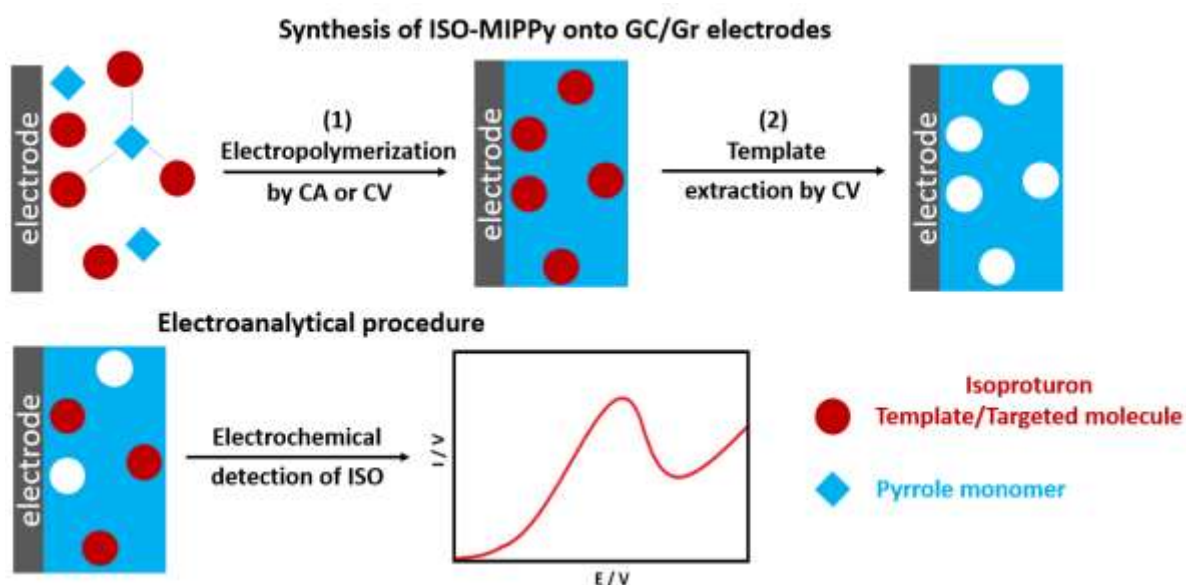 Synthesis of ISO-MIPPy onto GC/Gr electrodes
electrode
(1)
Electropolymerization
by CA or CV
electrode
(2)
Template
extraction by CV
electrode
Electroanalytical procedure
electrode
Electrochemical
detection of ISO
I / V
E / V
Isoproturon
Template/Targeted molecule
Pyrrole monomer